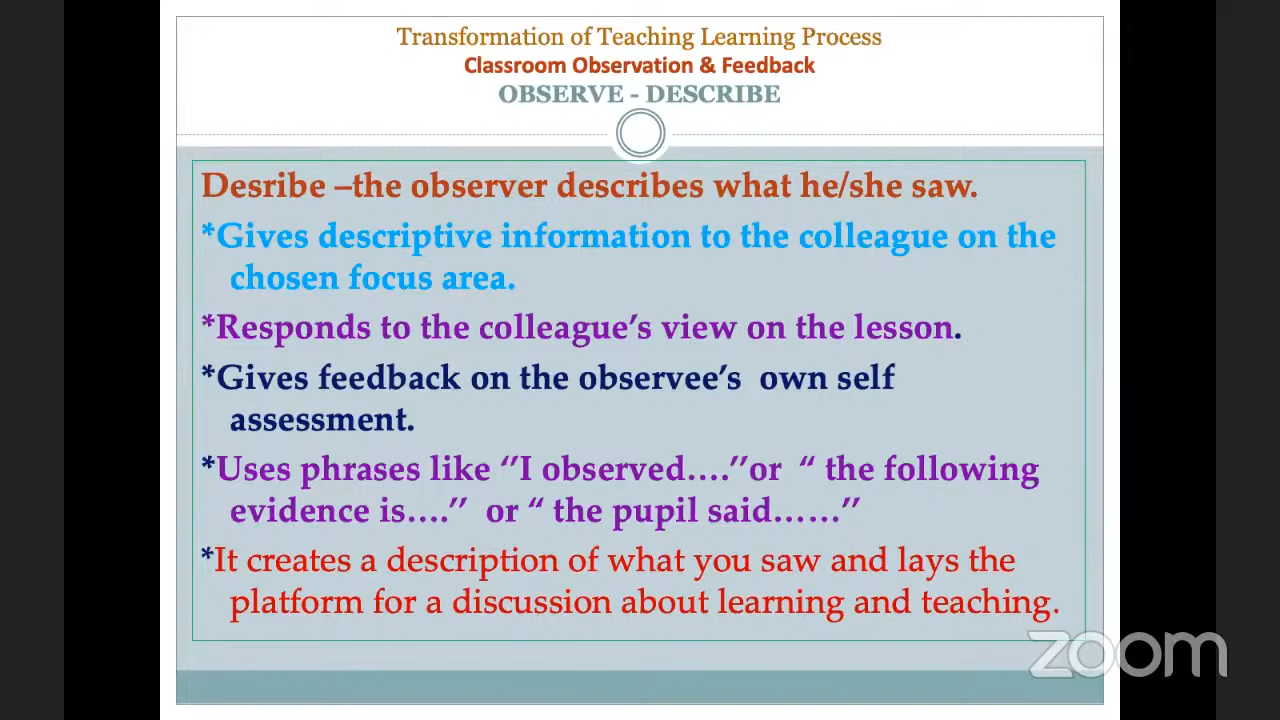 Transformation of Teaching Learning Process
Classroom Observation & Feedback
OBSERVE - DESCRIBE
Desribe –the observer describes what he/she saw.
*Gives descriptive information to the colleague on the
chosen focus area.
*Responds to the colleague’s view on the lesson.
*Gives feedback on the observee’s own self
assessment.
*Uses phrases like ‘’I observed….’’or “ the following
evidence is….’’ or “ the pupil said……’’
*It creates a description of what you saw and lays the
platform for a discussion about learning and teaching.
zoom